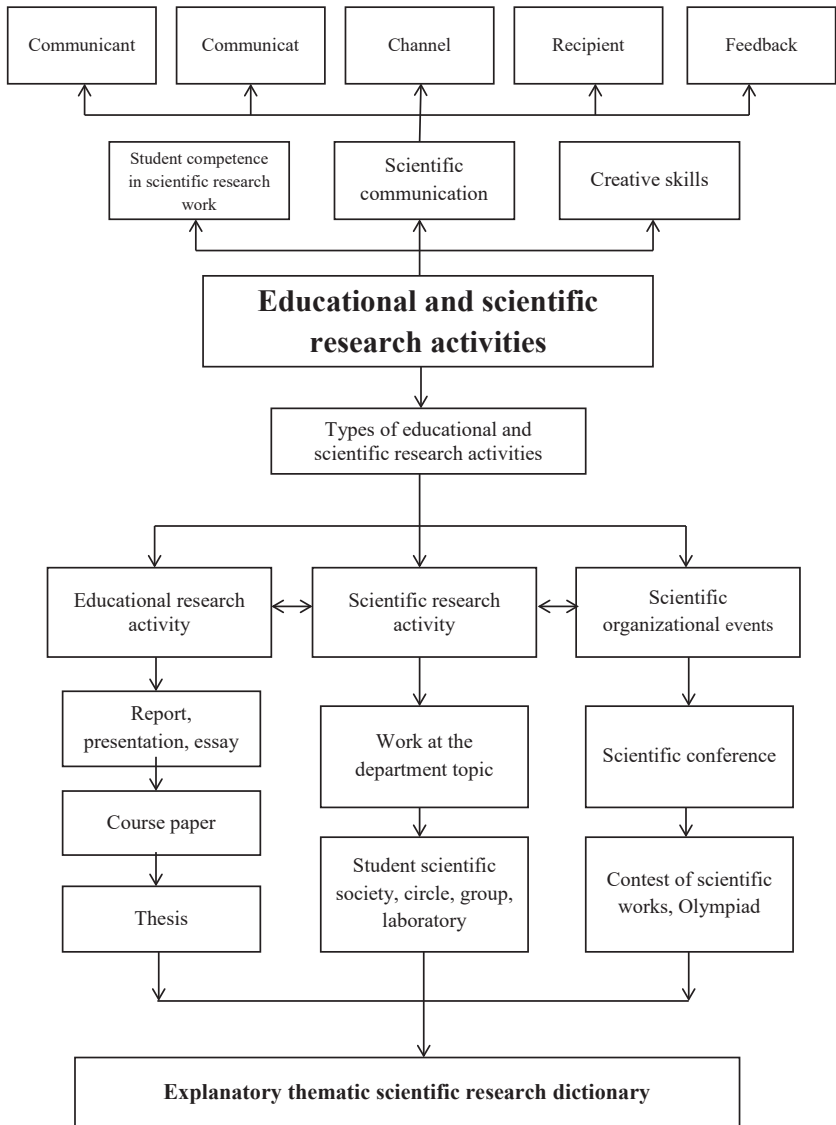 Communicant
Communicat
Channel
Recipient
Feedback
Student competence
in scientific research
work
Scientific
communication
Creative skills
Educational and scientific
research activities
Types of educational and
scientific research activities
Educational research
activity
Scientific research
activity
Scientific
organizational events
Report,
presentation, essay
Work at the
department topic
Scientific conference
Course paper
Student scientific
society, circle, group,
laboratory
Contest of scientific
works, Olympiad
Thesis
Explanatory thematic scientific research dictionary